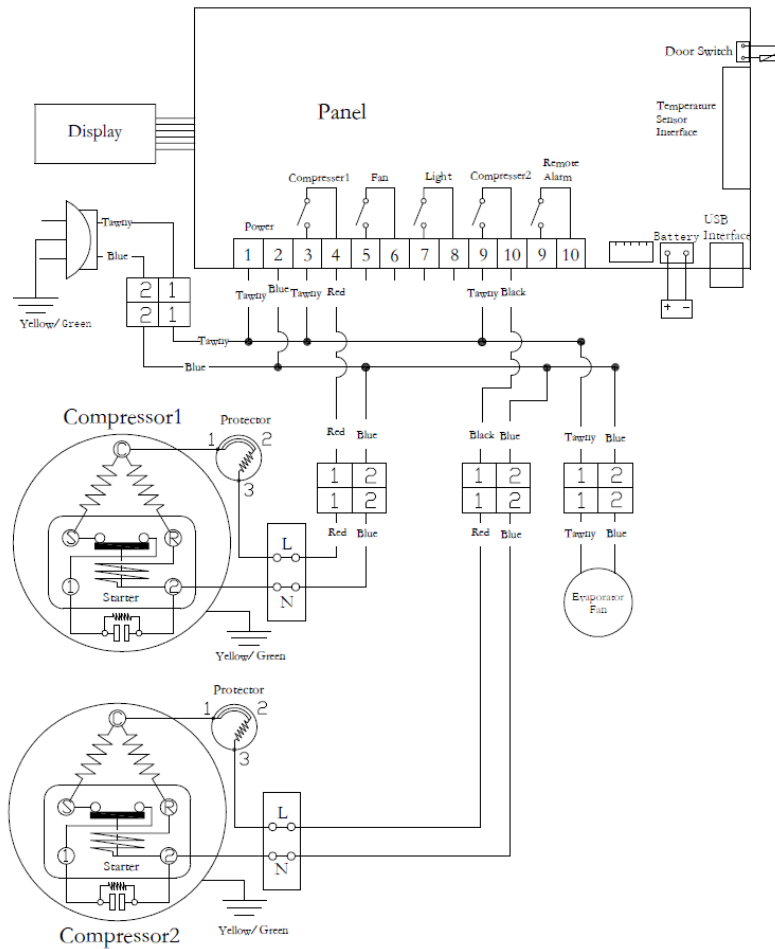 Door Switch
Panel
Temperature
Sensor
Interface
Display
Remote
Alarm
Compresser1
Fan
Light
Compresser2
Power
Tawny
USB
Interface
Battery
1 2 3 4 5 6 7 8 9 10 9 10
Blue
2 1
2 1
Tawny
Blue
Tawny
Red
Tawny
Black
+ -
Yellow/Green
Tawny
Blue
Compressor1
Protector
1 2
3
C
Red
Blue
Black
Blue
Tawny
Blue
1 2
1 2
1 2
1 2
1 2
1 2
S R
Red
Blue
Red
Blue
Tawny
Blue
L
N
1 2
Starter
Evaporator
Fan
Yellow/Green
Protector
1 2
3
C
S R
L
N
1 2
Starter
Yellow/Green
Compressor2